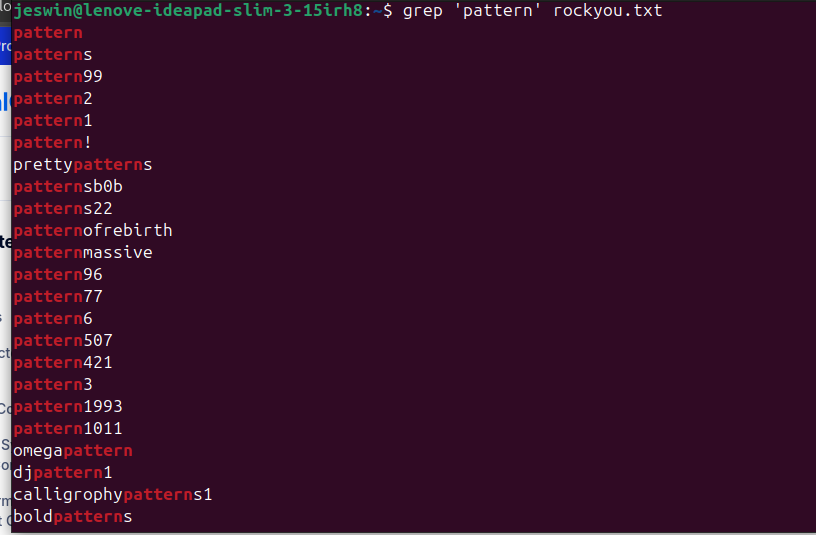 jeswin@lenove-ideapad-slim-3-15irh8:~$ grep 'pattern' rockyou.txt
pattern
patterns
pattern99
pattern2
pattern1
pattern!
prettypatterns
patternsb0b
patterns22
patternofrebirth
patternmassive
pattern96
pattern77
pattern6
pattern507
pattern421
pattern3
pattern1993
pattern1011
omegapattern
djpattern1
calligrophypatterns1
boldpatterns